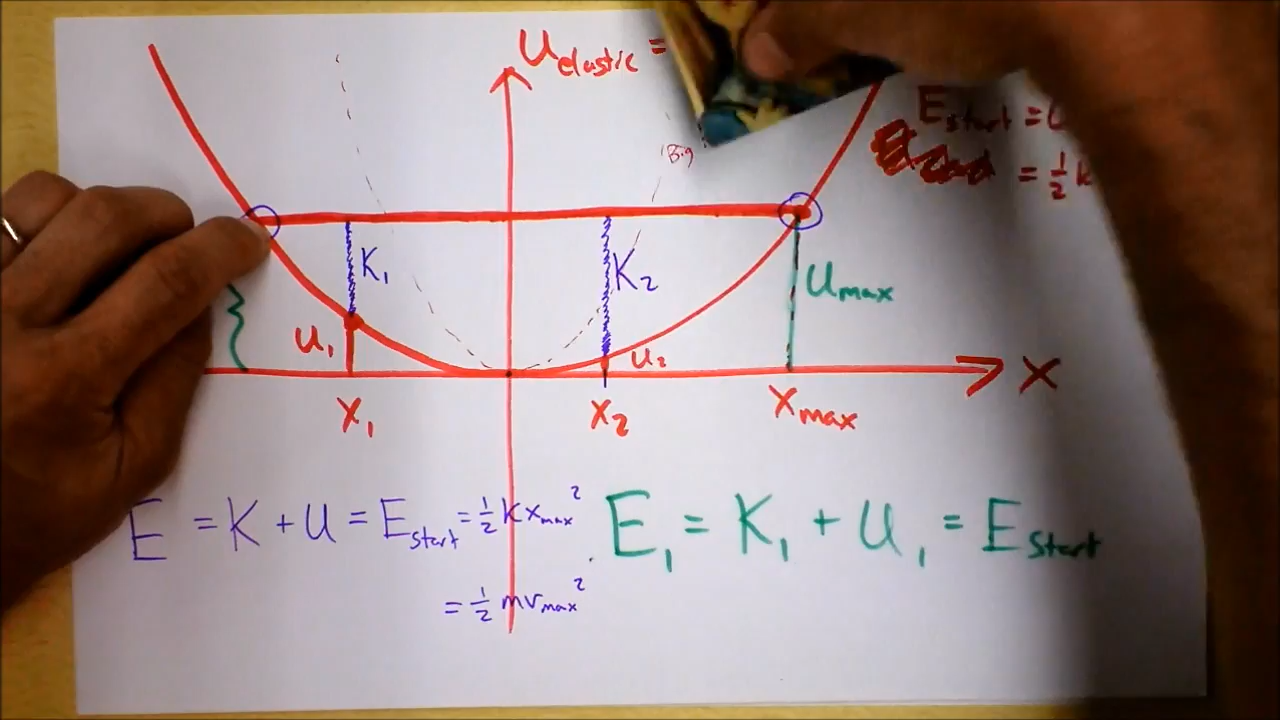 U elastic =
E start =
= 1/2 k
Big
K₁
K₂
U max
U₁
U₂
X
X₁
X₂
X max
E = K + U = E start = 1/2 k x max ²
E₁ = K₁ + U₁ = E start
= 1/2 m v max ²